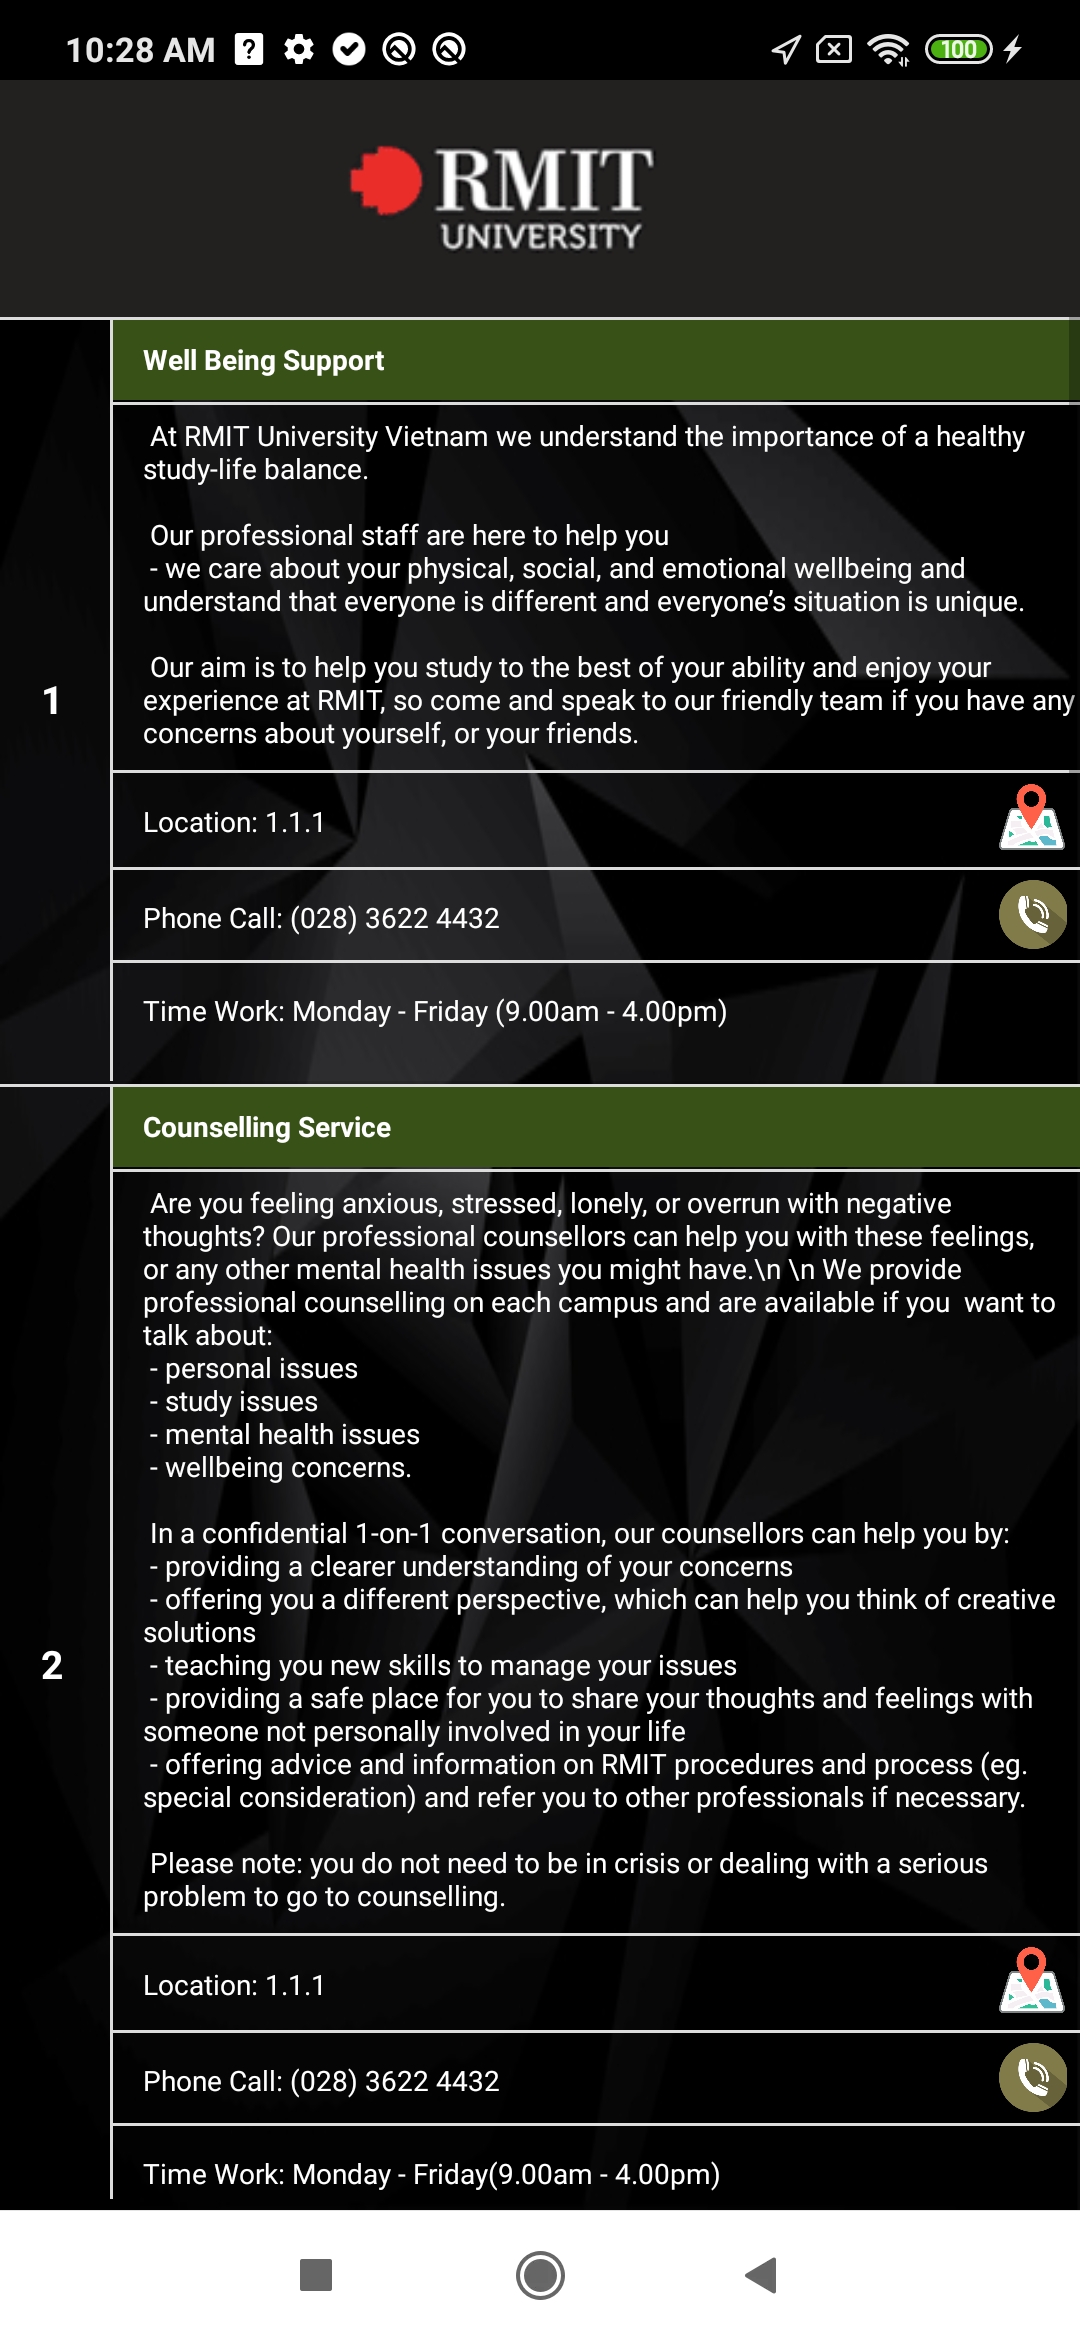 10:28 AM
100
RMIT
UNIVERSITY
Well Being Support
At RMIT University Vietnam we understand the importance of a healthy
study-life balance.
Our professional staff are here to help you
- we care about your physical, social, and emotional wellbeing and
understand that everyone is different and everyone’s situation is unique.
Our aim is to help you study to the best of your ability and enjoy your
experience at RMIT, so come and speak to our friendly team if you have any
concerns about yourself, or your friends.
1
Location: 1.1.1
Phone Call: (028) 3622 4432
Time Work: Monday - Friday (9.00am - 4.00pm)
Counselling Service
Are you feeling anxious, stressed, lonely, or overrun with negative
thoughts? Our professional counsellors can help you with these feelings,
or any other mental health issues you might have.\n \n We provide
professional counselling on each campus and are available if you  want to
talk about:
- personal issues
- study issues
- mental health issues
- wellbeing concerns.
In a confidential 1-on-1 conversation, our counsellors can help you by:
- providing a clearer understanding of your concerns
- offering you a different perspective, which can help you think of creative
solutions
- teaching you new skills to manage your issues
- providing a safe place for you to share your thoughts and feelings with
someone not personally involved in your life
- offering advice and information on RMIT procedures and process (eg.
special consideration) and refer you to other professionals if necessary.
Please note: you do not need to be in crisis or dealing with a serious
problem to go to counselling.
2
Location: 1.1.1
Phone Call: (028) 3622 4432
Time Work: Monday - Friday(9.00am - 4.00pm)